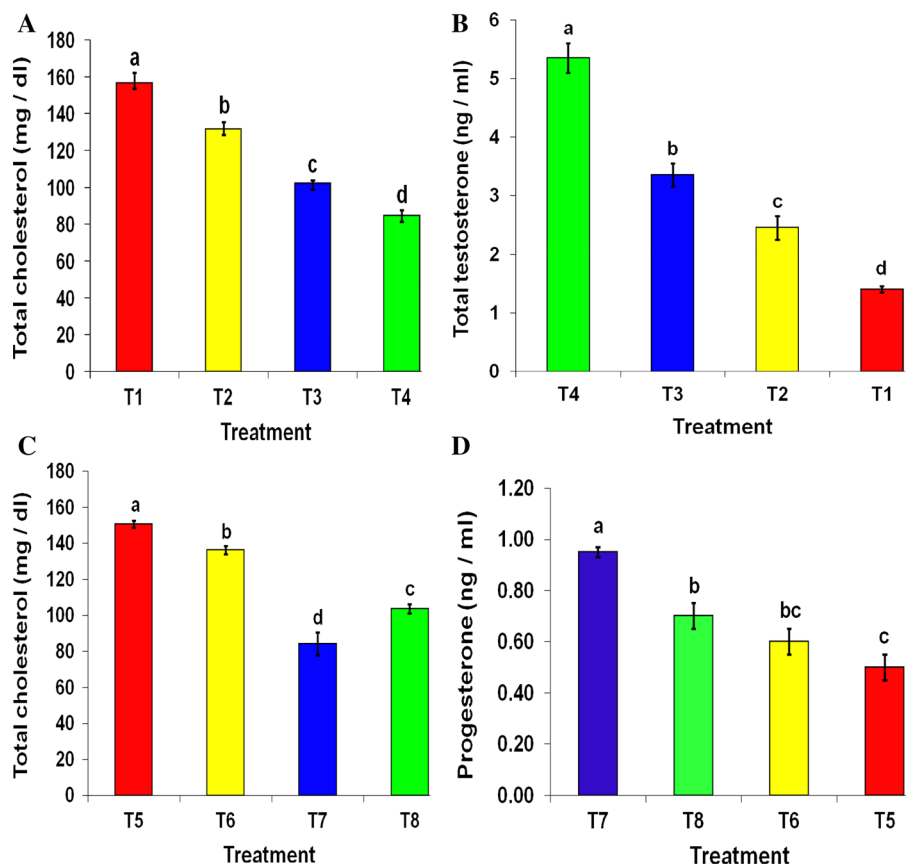 A
Total cholesterol (mg / dl)
180
160
140
120
100
80
60
40
20
0
a
b
c
d
T1 T2 T3 T4
Treatment
B
Total testosterone (ng / ml)
6
5
4
3
2
1
0
a
b
c
d
T4 T3 T2 T1
Treatment
C
Total cholesterol (mg / dl)
180
160
140
120
100
80
60
40
20
0
a
b
d
c
T5 T6 T7 T8
Treatment
D
Progesterone (ng / ml)
1.20
1.00
0.80
0.60
0.40
0.20
0.00
a
b
bc
c
T7 T8 T6 T5
Treatment